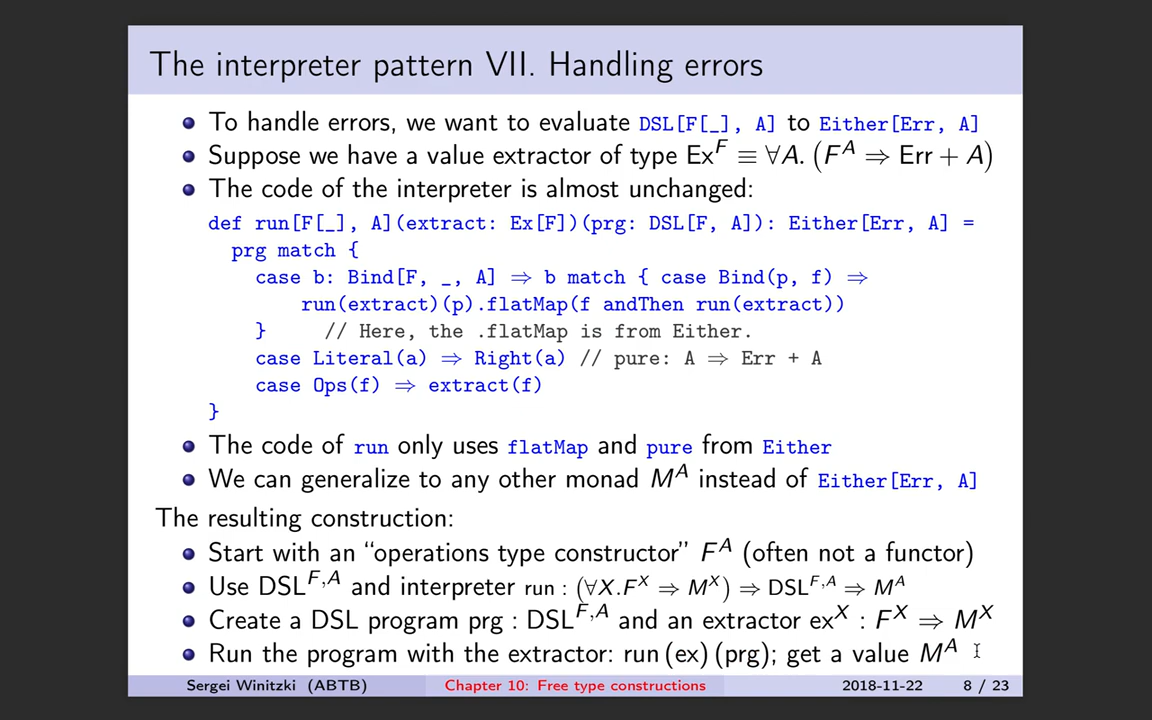 The interpreter pattern VII. Handling errors
To handle errors, we want to evaluate DSL[F[_], A] to Either[Err, A]
Suppose we have a value extractor of type Ex^F ≡ ∀A. (F^A ⇒ Err + A)
The code of the interpreter is almost unchanged:
def run[F[_], A](extract: Ex[F])(prg: DSL[F, A]): Either[Err, A] =
prg match {
case b: Bind[F, _, A] ⇒ b match { case Bind(p, f) ⇒
run(extract)(p).flatMap(f andThen run(extract))
} // Here, the .flatMap is from Either.
case Literal(a) ⇒ Right(a) // pure: A ⇒ Err + A
case Ops(f) ⇒ extract(f)
}
The code of run only uses flatMap and pure from Either
We can generalize to any other monad M^A instead of Either[Err, A]
The resulting construction:
Start with an “operations type constructor” F^A (often not a functor)
Use DSL^F,A and interpreter run : (∀X.F^X ⇒ M^X) ⇒ DSL^F,A ⇒ M^A
Create a DSL program prg : DSL^F,A and an extractor ex^X : F^X ⇒ M^X
Run the program with the extractor: run (ex) (prg); get a value M^A
Sergei Winitzki (ABTB) Chapter 10: Free type constructions 2018-11-22 8 / 23